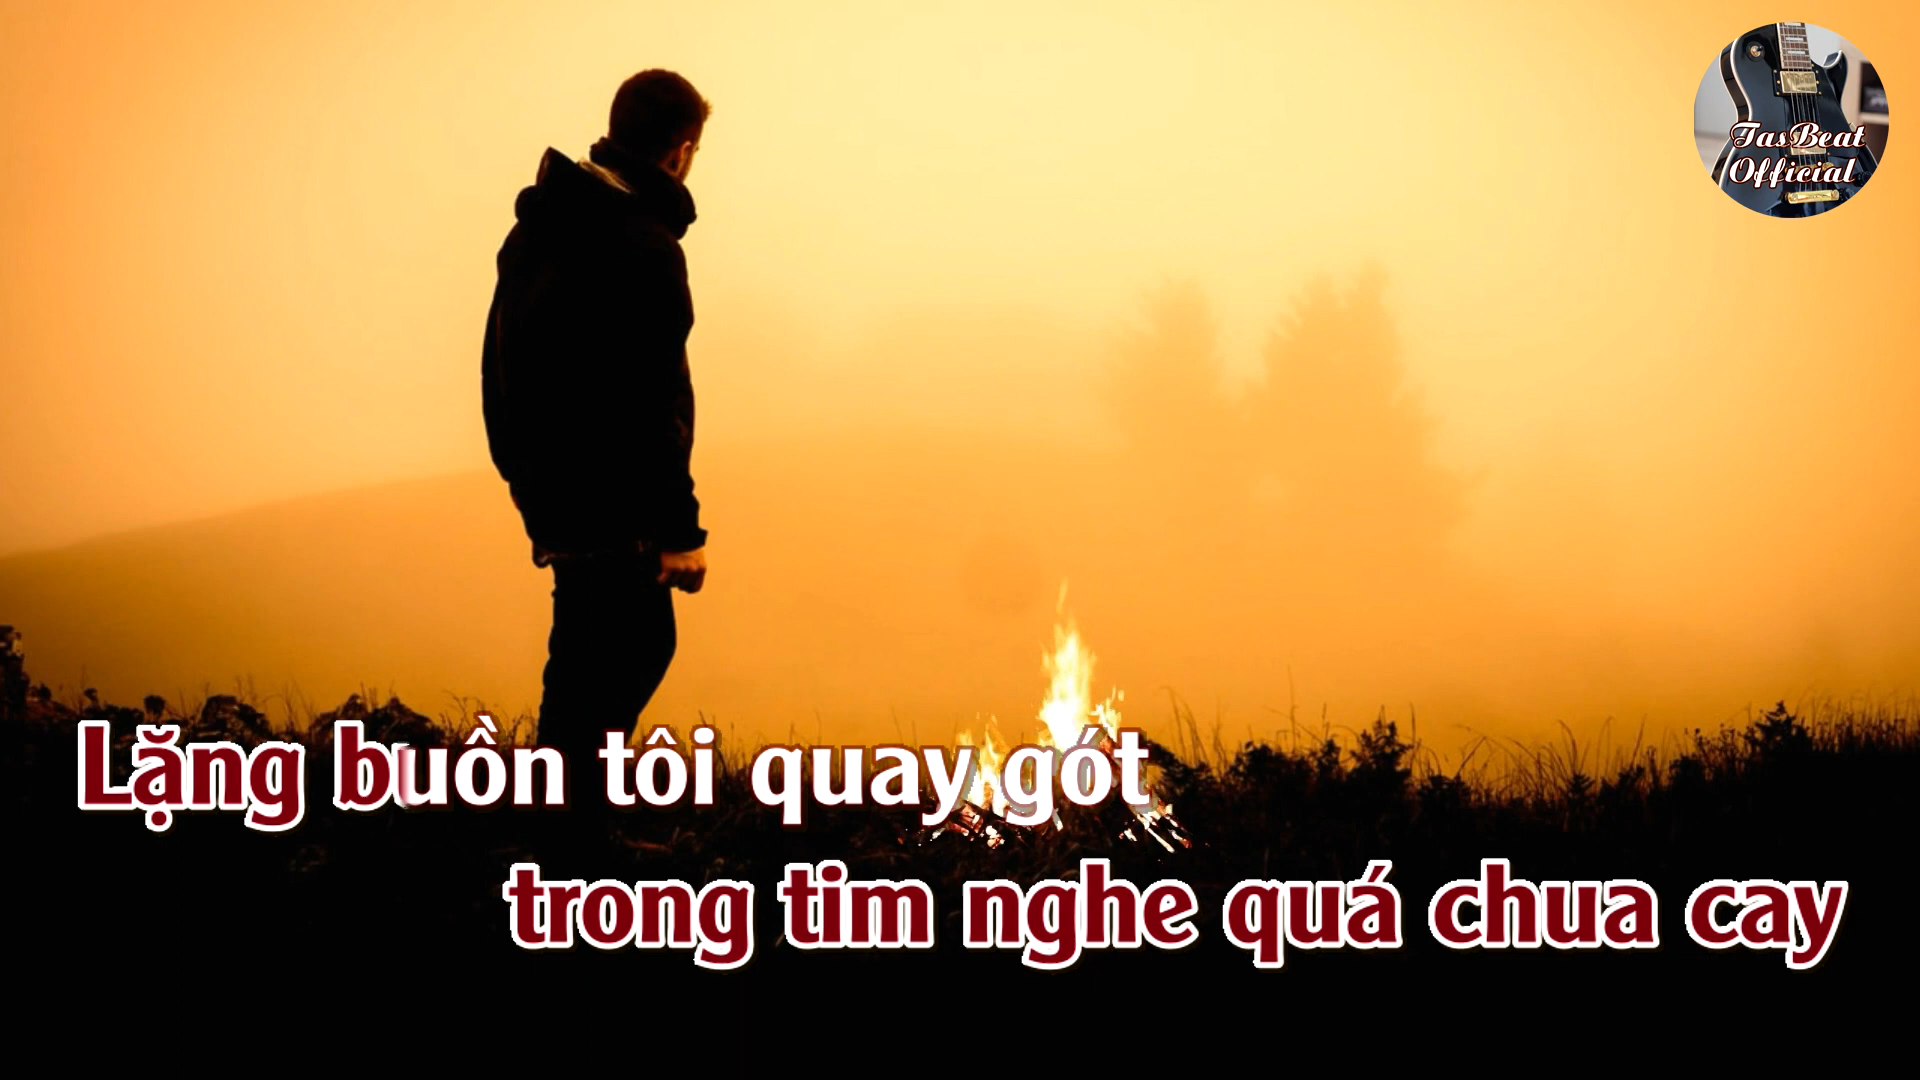 TasBeat
Official
Lặng buồn tôi quay gót
trong tim nghe quá chua cay